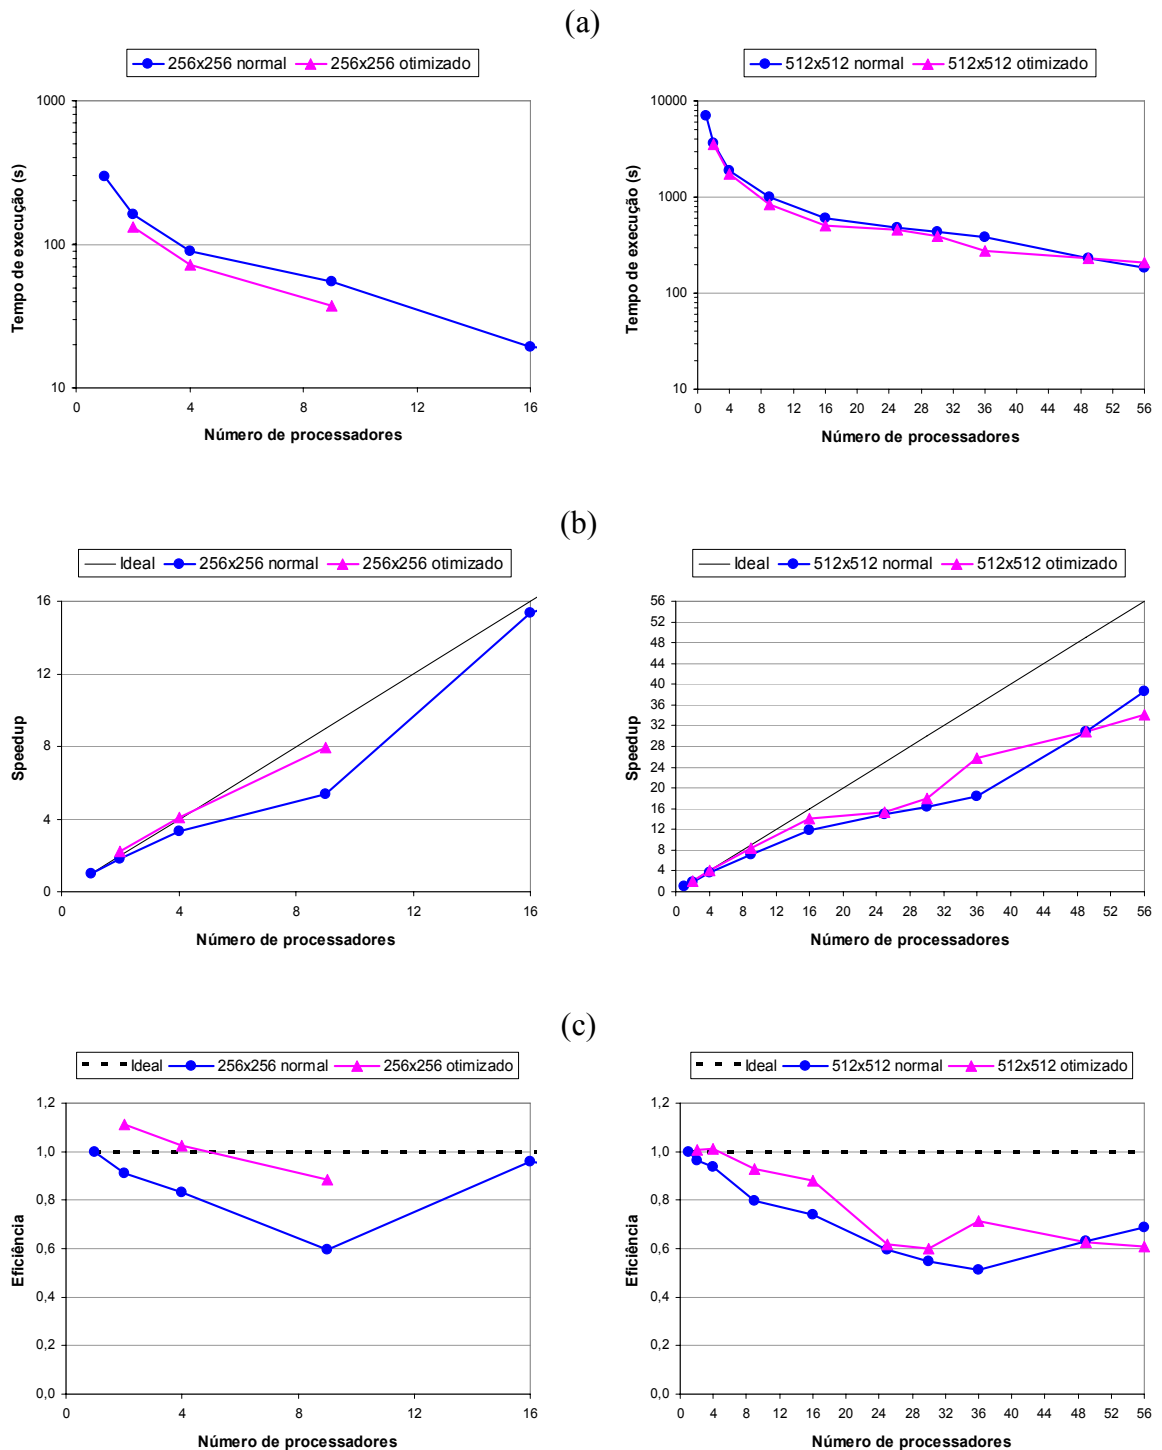 (a)
256x256 normal 256x256 otimizado
1000
100
10
Tempo de execução (s)
0 4 8 12 16
Número de processadores
512x512 normal 512x512 otimizado
10000
1000
100
10
Tempo de execução (s)
0 4 8 12 16 20 24 28 32 36 40 44 48 52 56
Número de processadores
(b)
Ideal 256x256 normal 256x256 otimizado
16
12
8
4
0
Speedup
0 4 8 12 16
Número de processadores
Ideal 512x512 normal 512x512 otimizado
56
52
48
44
40
36
32
28
24
20
16
12
8
4
0
Speedup
0 4 8 12 16 20 24 28 32 36 40 44 48 52 56
Número de processadores
(c)
Ideal 256x256 normal 256x256 otimizado
1,2
1,0
0,8
0,6
0,4
0,2
0,0
Eficiência
0 4 8 12 16
Número de processadores
Ideal 512x512 normal 512x512 otimizado
1,2
1,0
0,8
0,6
0,4
0,2
0,0
Eficiência
0 4 8 12 16 20 24 28 32 36 40 44 48 52 56
Número de processadores